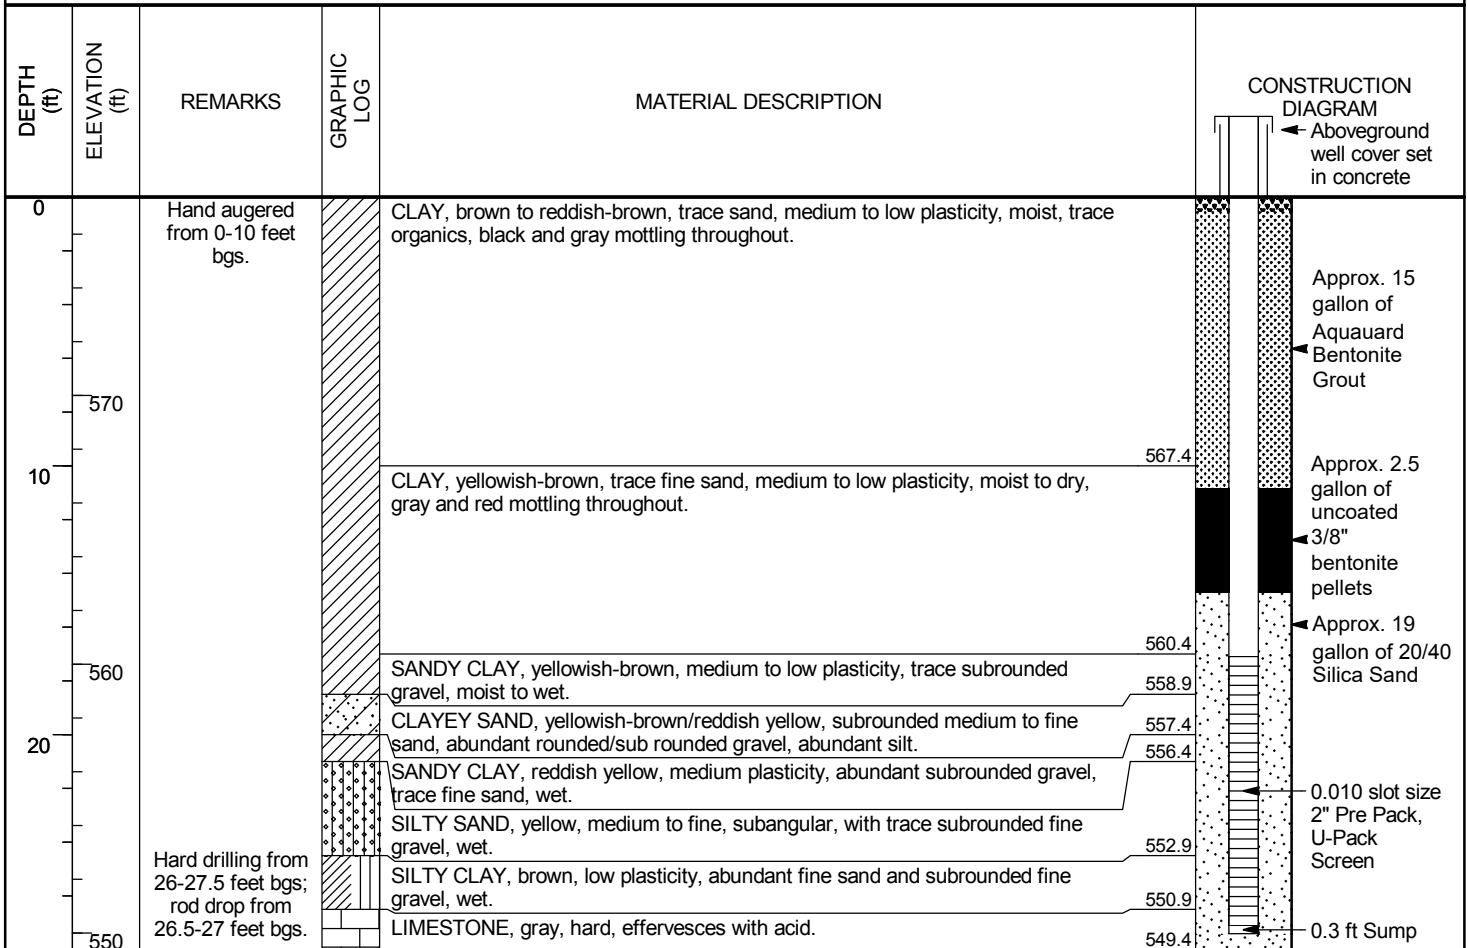 DEPTH
(ft)
ELEVATION
(ft)
REMARKS
GRAPHIC
LOG
MATERIAL DESCRIPTION
CONSTRUCTION
DIAGRAM
Aboveground
well cover set
in concrete
0
Hand augered
from 0-10 feet
bgs.
CLAY, brown to reddish-brown, trace sand, medium to low plasticity, moist, trace
organics, black and gray mottling throughout.
Approx. 15
gallon of
Aquauard
Bentonite
Grout
570
567.4
10
CLAY, yellowish-brown, trace fine sand, medium to low plasticity, moist to dry,
gray and red mottling throughout.
Approx. 2.5
gallon of
uncoated
3/8"
bentonite
pellets
Approx. 19
gallon of 20/40
Silica Sand
560.4
560
SANDY CLAY, yellowish-brown, medium to low plasticity, trace subrounded
gravel, moist to wet.
558.9
CLAYEY SAND, yellowish-brown/reddish yellow, subrounded medium to fine
sand, abundant rounded/sub rounded gravel, abundant silt.
557.4
20
556.4
SANDY CLAY, reddish yellow, medium plasticity, abundant subrounded gravel,
trace fine sand, wet.
0.010 slot size
2" Pre Pack,
U-Pack
Screen
SILTY SAND, yellow, medium to fine, subangular, with trace subrounded fine
gravel, wet.
552.9
Hard drilling from
26-27.5 feet bgs;
rod drop from
26.5-27 feet bgs.
SILTY CLAY, brown, low plasticity, abundant fine sand and subrounded fine
gravel, wet.
550.9
LIMESTONE, gray, hard, effervesces with acid.
0.3 ft Sump
550
549.4